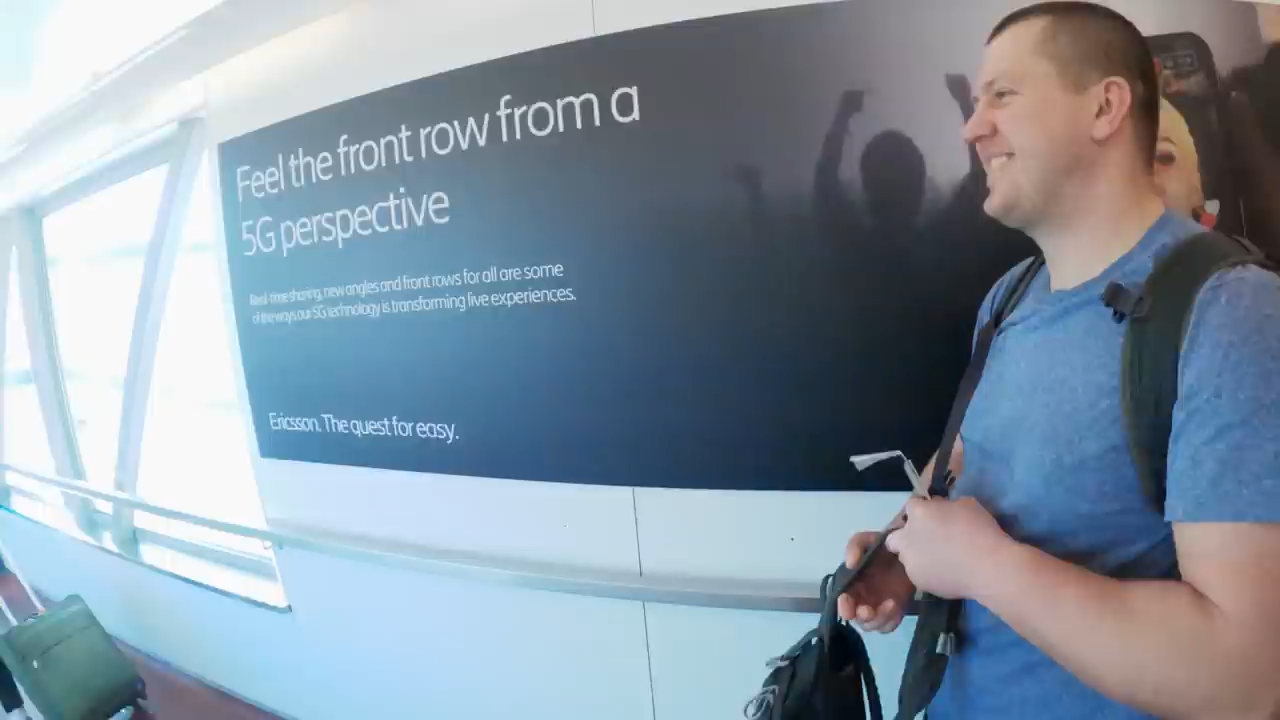 Feel the front row from a
5G perspective
Real-time sharing, new angles and front rows for all are some
of the ways our 5G technology is transforming live experiences.
Ericsson. The quest for easy.